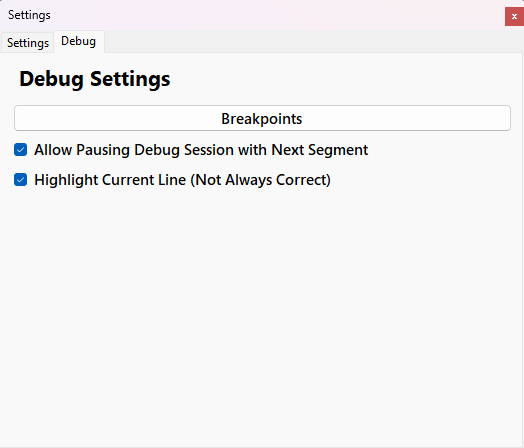 Settings
x
Settings
Debug
Debug Settings
Breakpoints
Allow Pausing Debug Session with Next Segment
Highlight Current Line (Not Always Correct)